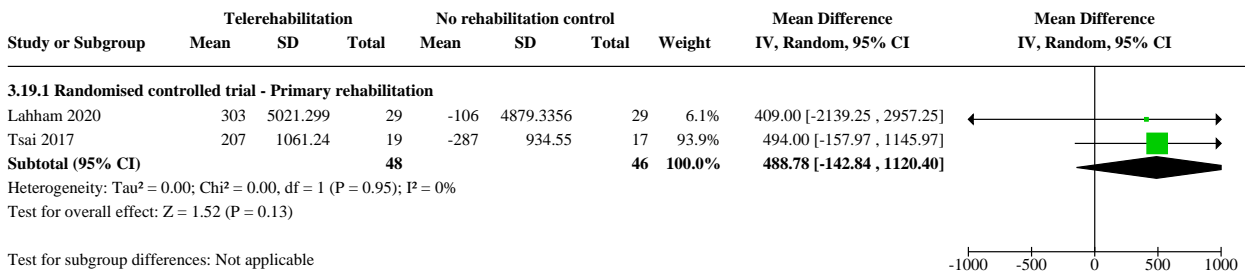 Telerehabilitation No rehabilitation control Mean Difference Mean Difference
Study or Subgroup Mean SD Total Mean SD Total Weight IV, Random, 95% CI IV, Random, 95% CI
3.19.1 Randomised controlled trial - Primary rehabilitation
Lahham 2020 303 5021.299 29 -106 4879.3356 29 6.1% 409.00 [-2139.25 , 2957.25]
Tsai 2017 207 1061.24 19 -287 934.55 17 93.9% 494.00 [-157.97 , 1145.97]
Subtotal (95% CI) 48 46 100.0% 488.78 [-142.84 , 1120.40]
Heterogeneity: Tau² = 0.00; Chi² = 0.00, df = 1 (P = 0.95); I² = 0%
Test for overall effect: Z = 1.52 (P = 0.13)
Test for subgroup differences: Not applicable -1000 -500 0 500 1000